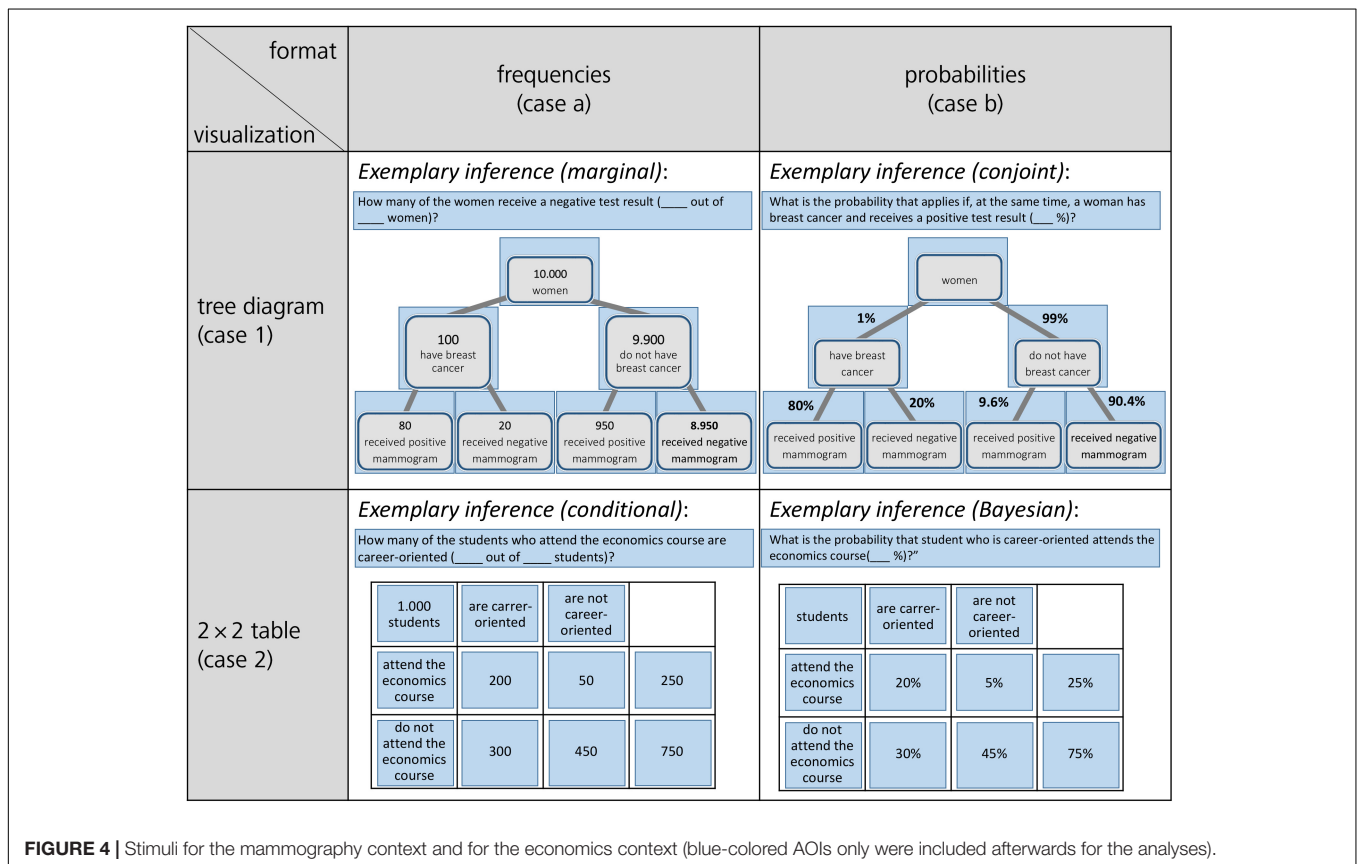 format
visualization
frequencies
(case a)
probabilities
(case b)
tree diagram
(case 1)
Exemplary inference (marginal):
How many of the women receive a negative test result (____ out of
____ women)?
10.000
women
100
have breast
cancer
9.900
do not have
breast cancer
80
received positive
mammogram
20
received negative
mammogram
950
received positive
mammogram
8.950
received negative
mammogram
Exemplary inference (conjoint):
What is the probability that applies if, at the same time, a woman has
breast cancer and receives a positive test result (___ %)?
women
1%
99%
have breast
cancer
do not have
breast cancer
80%
20%
9.6%
90.4%
received positive
mammogram
recieved negative
mammogram
received positive
mammogram
received negative
mammogram
2 × 2 table
(case 2)
Exemplary inference (conditional):
How many of the students who attend the economics course are
career-oriented (____ out of ____ students)?
1.000
students
are carrer-
oriented
are not
career-
oriented
attend the
economics
course
200
50
250
do not
attend the
economics
course
300
450
750
Exemplary inference (Bayesian):
What is the probability that student who is career-oriented attends the
economics course(___ %)?”
students
are carrer-
oriented
are not
career-
oriented
attend the
economics
course
20%
5%
25%
do not
attend the
economics
course
30%
45%
75%
FIGURE 4 | Stimuli for the mammography context and for the economics context (blue-colored AOIs only were included afterwards for the analyses).